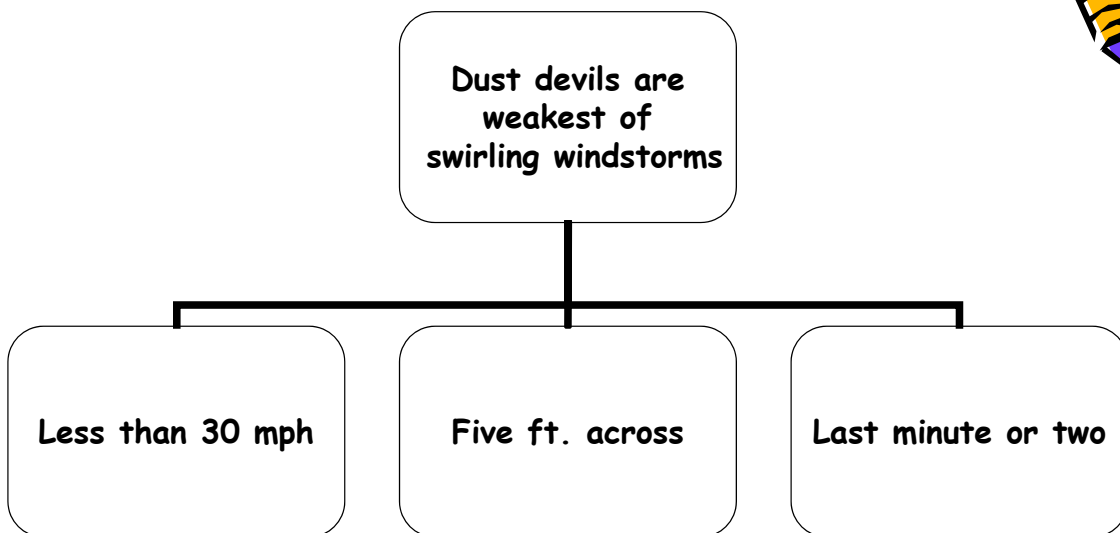 Dust devils are
weakest of
swirling windstorms
Less than 30 mph
Five ft. across
Last minute or two